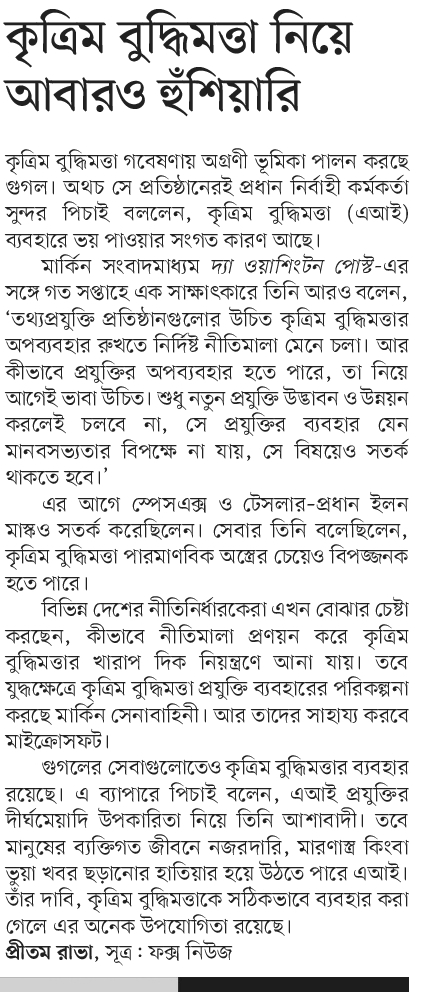 কৃত্রিম বুদ্ধিমত্তা নিয়ে
আবারও হুঁশিয়ারি
কৃত্রিম বুদ্ধিমত্তা গবেষণায় অগ্রণী ভূমিকা পালন করছে
গুগল। অথচ সে প্রতিষ্ঠানেরই প্রধান নির্বাহী কর্মকর্তা
সুন্দর পিচাই বললেন, কৃত্রিম বুদ্ধিমত্তা (এআই)
ব্যবহারে ভয় পাওয়ার সংগত কারণ আছে।
মার্কিন সংবাদমাধ্যম দ্যা ওয়াশিংটন পোস্ট-এর
সঙ্গে গত সপ্তাহে এক সাক্ষাৎকারে তিনি আরও বলেন,
‘তথ্যপ্রযুক্তি প্রতিষ্ঠানগুলোর উচিত কৃত্রিম বুদ্ধিমত্তার
অপব্যবহার রুখতে নির্দিষ্ট নীতিমালা মেনে চলা। আর
কীভাবে প্রযুক্তির অপব্যবহার হতে পারে, তা নিয়ে
আগেই ভাবা উচিত। শুধু নতুন প্রযুক্তি উদ্ভাবন ও উন্নয়ন
করলেই চলবে না, সে প্রযুক্তির ব্যবহার যেন
মানবসভ্যতার বিপক্ষে না যায়, সে বিষয়েও সতর্ক
থাকতে হবে।’
এর আগে স্পেসএক্স ও টেসলার-প্রধান ইলন
মাস্কও সতর্ক করেছিলেন। সেবার তিনি বলেছিলেন,
কৃত্রিম বুদ্ধিমত্তা পারমাণবিক অস্ত্রের চেয়েও বিপজ্জনক
হতে পারে।
বিভিন্ন দেশের নীতিনির্ধারকেরা এখন বোঝার চেষ্টা
করছেন, কীভাবে নীতিমালা প্রণয়ন করে কৃত্রিম
বুদ্ধিমত্তার খারাপ দিক নিয়ন্ত্রণে আনা যায়। তবে
যুদ্ধক্ষেত্রে কৃত্রিম বুদ্ধিমত্তা প্রযুক্তি ব্যবহারের পরিকল্পনা
করছে মার্কিন সেনাবাহিনী। আর তাদের সাহায্য করবে
মাইক্রোসফট।
গুগলের সেবাগুলোতেও কৃত্রিম বুদ্ধিমত্তার ব্যবহার
রয়েছে। এ ব্যাপারে পিচাই বলেন, এআই প্রযুক্তির
দীর্ঘমেয়াদি উপকারিতা নিয়ে তিনি আশাবাদী। তবে
মানুষের ব্যক্তিগত জীবনে নজরদারি, মারণাস্ত্র কিংবা
ভুয়া খবর ছড়ানোর হাতিয়ার হয়ে উঠতে পারে এআই।
তাঁর দাবি, কৃত্রিম বুদ্ধিমত্তাকে সঠিকভাবে ব্যবহার করা
গেলে এর অনেক উপযোগিতা রয়েছে।
প্রীতম রাভা, সূত্র : ফক্স নিউজ